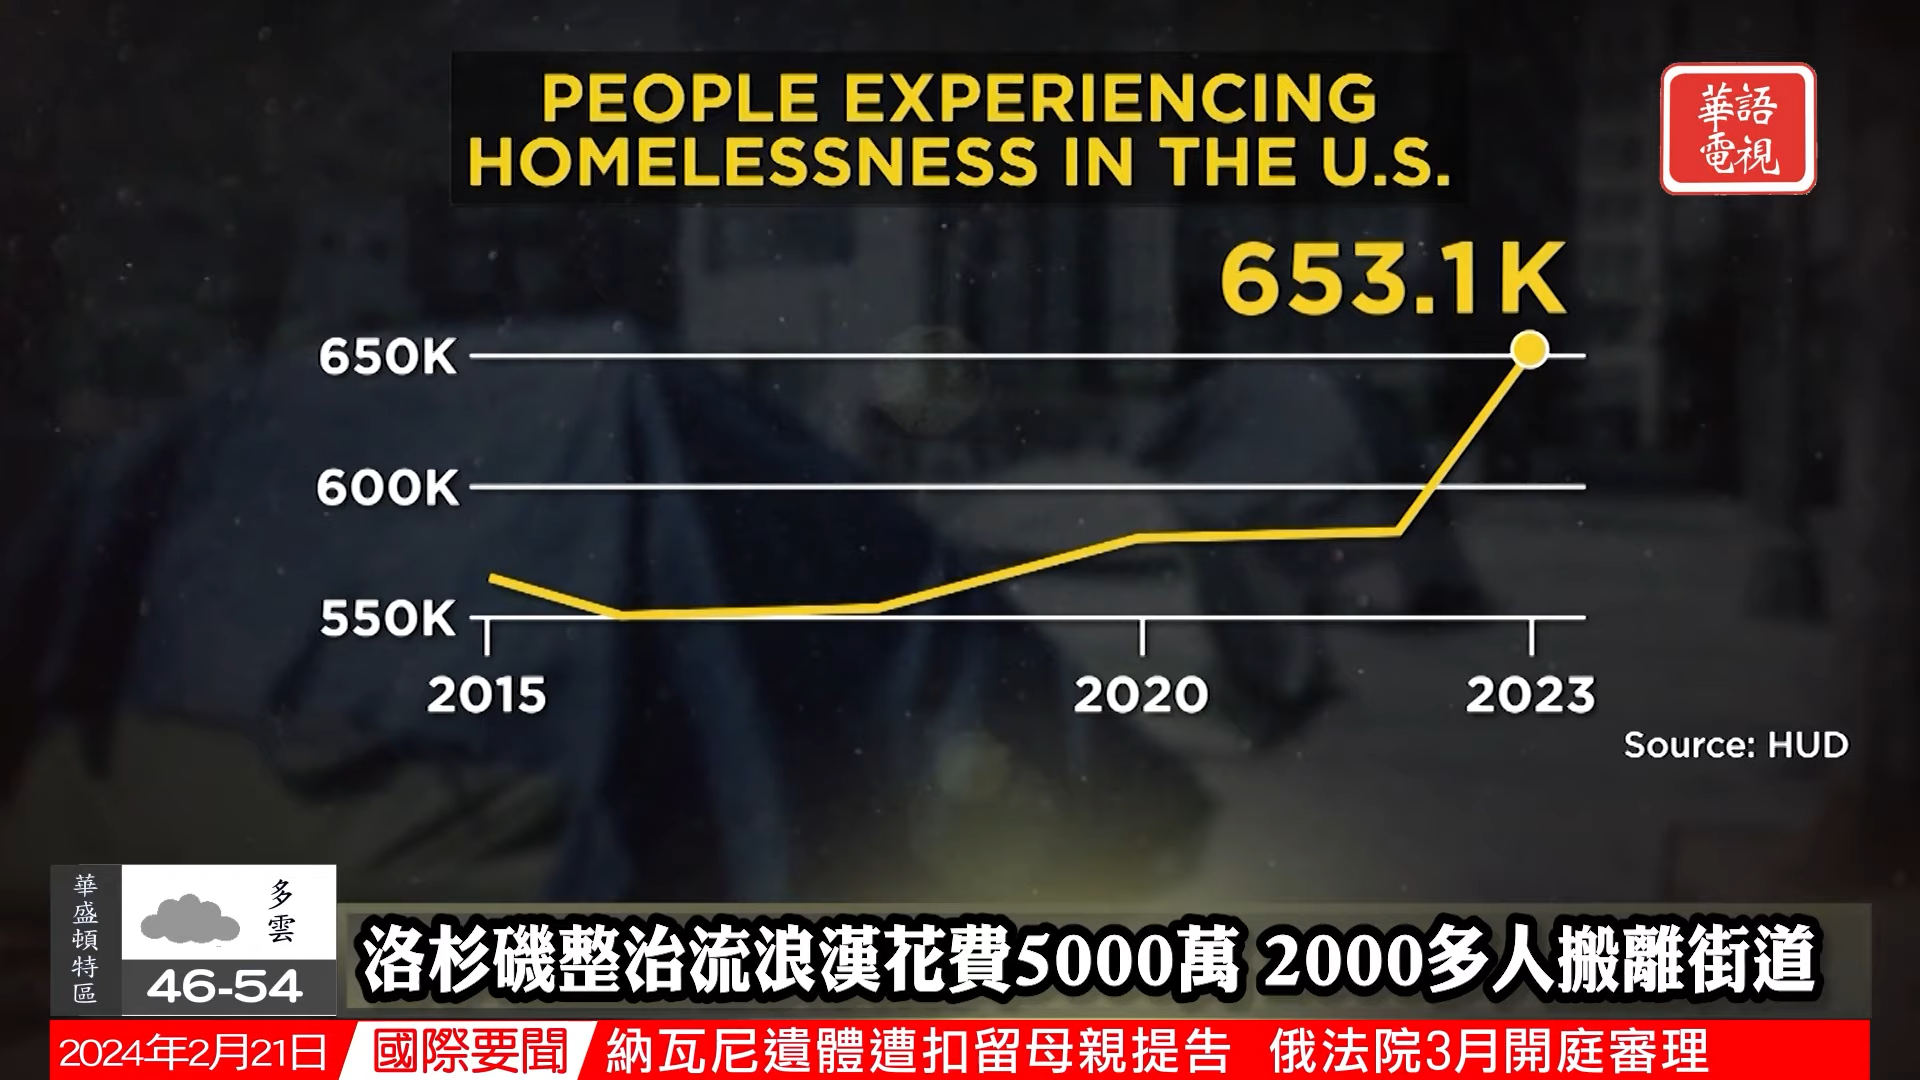 PEOPLE EXPERIENCING
HOMELESSNESS IN THE U.S.
華語
電視
653.1K
650K
600K
550K
2015
2020
2023
Source: HUD
華盛頓特區
多雲
46-54
洛杉磯整治流浪漢花費5000萬 2000多人搬離街道
2024年2月21日
國際要聞
納瓦尼遺體遭扣留母親提告 俄法院3月開庭審理